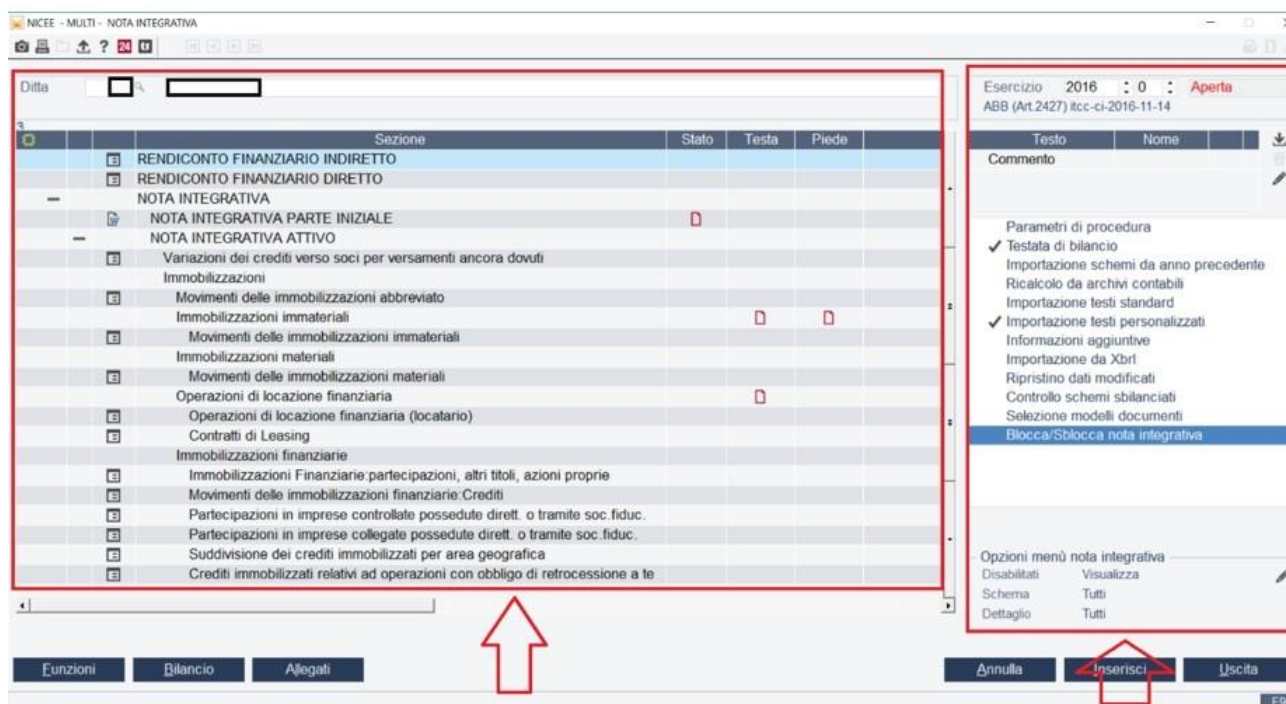 NICEE - MULTI - NOTA INTEGRATIVA
? 24
Ditta
3
Sezione Stato Testa Piede
RENDICONTO FINANZIARIO INDIRETTO
RENDICONTO FINANZIARIO DIRETTO
NOTA INTEGRATIVA
NOTA INTEGRATIVA PARTE INIZIALE
NOTA INTEGRATIVA ATTIVO
Variazioni dei crediti verso soci per versamenti ancora dovuti
Immobilizzazioni
Movimenti delle immobilizzazioni abbreviato
Immobilizzazioni immateriali
Movimenti delle immobilizzazioni immateriali
Immobilizzazioni materiali
Movimenti delle immobilizzazioni materiali
Operazioni di locazione finanziaria
Operazioni di locazione finanziaria (locatario)
Contratti di Leasing
Immobilizzazioni finanziarie
Immobilizzazioni Finanziarie:partecipazioni, altri titoli, azioni proprie
Movimenti delle immobilizzazioni finanziarie:Crediti
Partecipazioni in imprese controllate possedute dirett. o tramite soc.fiduc.
Partecipazioni in imprese collegate possedute dirett. o tramite soc.fiduc.
Suddivisione dei crediti immobilizzati per area geografica
Crediti immobilizzati relativi ad operazioni con obbligo di retrocessione a te
Funzioni Bilancio Allegati
Esercizio 2016 : 0 : Aperta
ABB (Art.2427) itcc-ci-2016-11-14
Testo Nome
Commento
Parametri di procedura
Testata di bilancio
Importazione schemi da anno precedente
Ricalcolo da archivi contabili
Importazione testi standard
Importazione testi personalizzati
Informazioni aggiuntive
Importazione da Xbrl
Ripristino dati modificati
Controllo schemi sbilanciati
Selezione modelli documenti
Blocca/Sblocca nota integrativa
Opzioni menù nota integrativa
Disabilitati Visualizza
Schema Tutti
Dettaglio Tutti
Annulla Inserisci Uscita